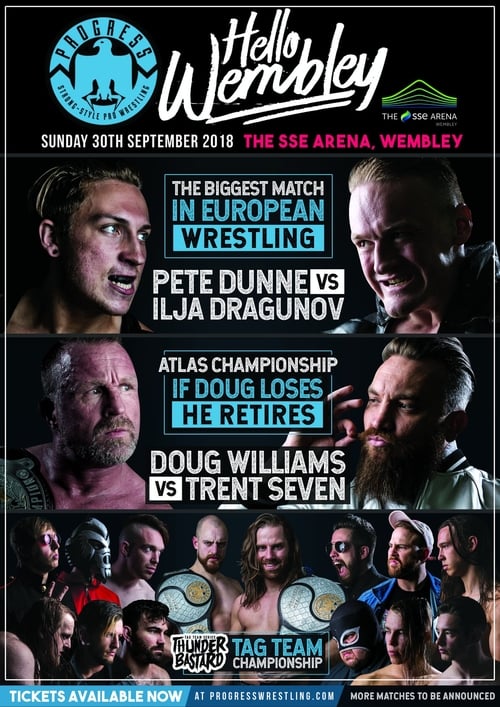 PROGRESS
STRONG-STYLE PRO WRESTLING
Hello
Wembley
THE sse ARENA
WEMBLEY
SUNDAY 30TH SEPTEMBER 2018 THE SSE ARENA, WEMBLEY
THE BIGGEST MATCH
IN EUROPEAN
WRESTLING
PETE DUNNE VS
ILJA DRAGUNOV
ATLAS CHAMPIONSHIP
IF DOUG LOSES
HE RETIRES
DOUG WILLIAMS
VS TRENT SEVEN
TAG TEAM SERIES
THUNDER
BASTARD
TAG TEAM
CHAMPIONSHIP
TICKETS AVAILABLE NOW AT PROGRESSWRESTLING.COM MORE MATCHES TO BE ANNOUNCED